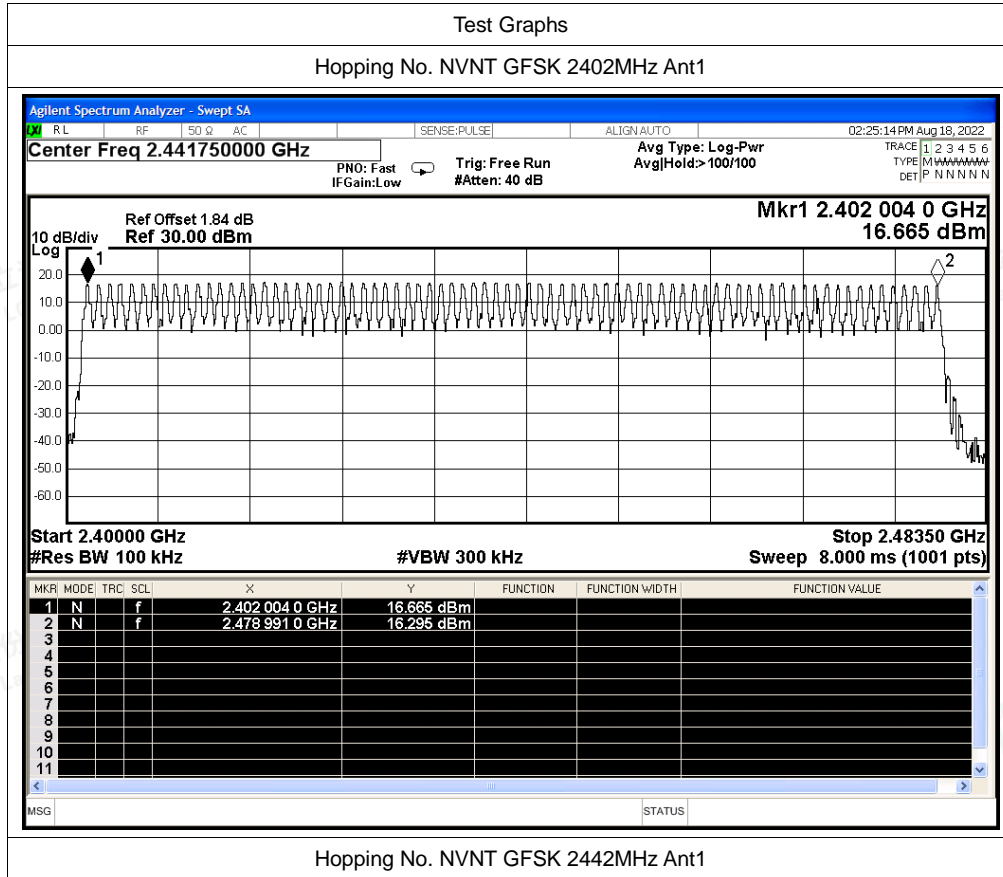 Test Graphs
Hopping No. NVNT GFSK 2402MHz Ant1
Agilent Spectrum Analyzer - Swept SA
LXI RL RF 50 Ω AC SENSE:PULSE ALIGN AUTO 02:25:14 PM Aug 18, 2022
Center Freq 2.441750000 GHz
PNO: Fast
IFGain:Low
Trig: Free Run
#Atten: 40 dB
Avg Type: Log-Pwr
Avg|Hold:>100/100
TRACE 1 2 3 4 5 6
TYPE M
DET P N N N N N
Ref Offset 1.84 dB
Ref 30.00 dBm
10 dB/div
Log
Mkr1 2.402 004 0 GHz
16.665 dBm
1
2
20.0
10.0
0.00
-10.0
-20.0
-30.0
-40.0
-50.0
-60.0
Start 2.40000 GHz
Stop 2.48350 GHz
#Res BW 100 kHz
#VBW 300 kHz
Sweep 8.000 ms (1001 pts)
MKR MODE TRC SCL X Y FUNCTION FUNCTION WIDTH FUNCTION VALUE
1 N f 2.402 004 0 GHz 16.665 dBm
2 N f 2.478 991 0 GHz 16.295 dBm
3
4
5
6
7
8
9
10
11
MSG STATUS
Hopping No. NVNT GFSK 2442MHz Ant1